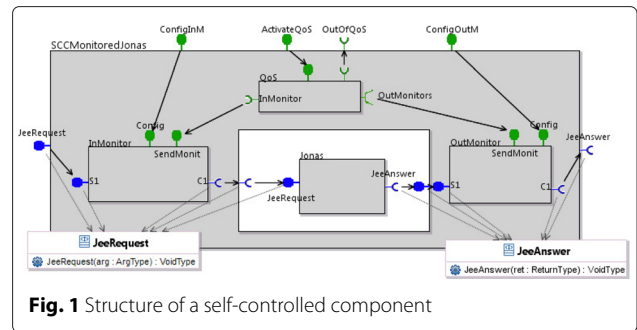 ConfigInM
ActivateQoS
OutOfQoS
ConfigOutM
SCCMonitoredJonas
QoS
InMonitor
OutMonitors
JeeRequest
InMonitor
Config
SendMonit
S1
C1
Jonas
JeeRequest
JeeAnswer
OutMonitor
Config
SendMonit
S1
C1
JeeAnswer
JeeRequest
JeeRequest(arg : ArgType) : VoidType
JeeAnswer
JeeAnswer(ret : ReturnType) : VoidType
Fig. 1 Structure of a self-controlled component